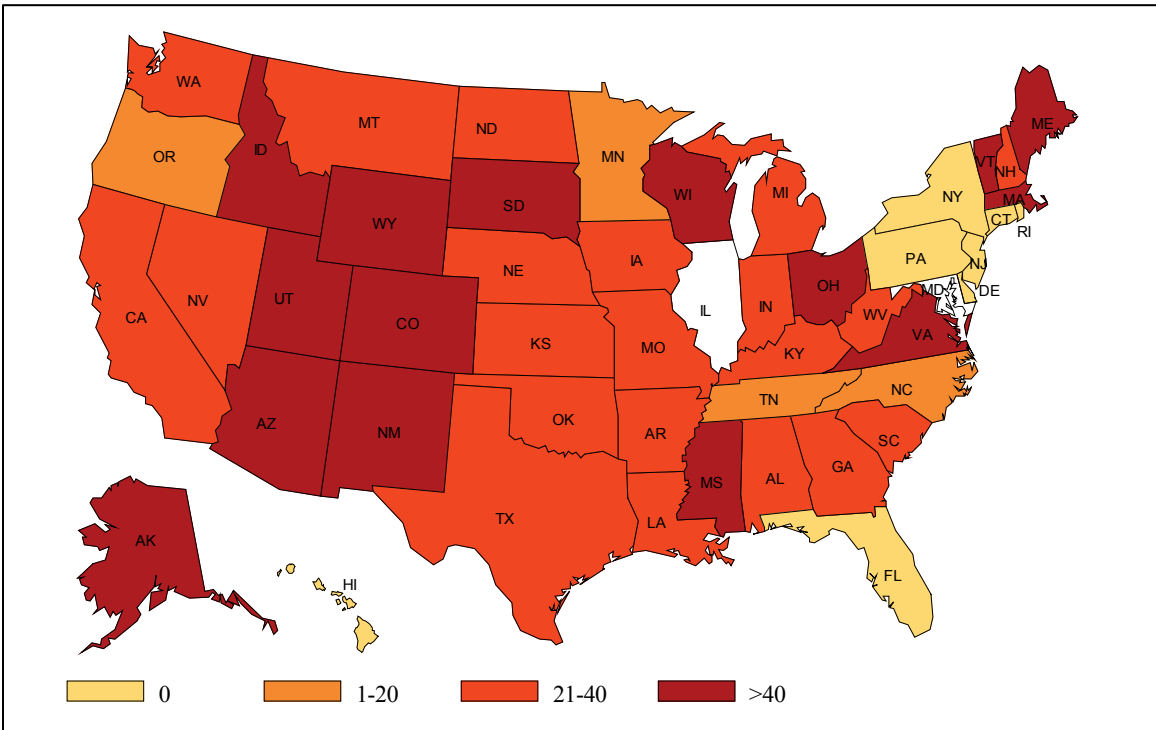 WA
MT
ND
MN
ME
OR
ID
WI
MI
VT
NH
SD
WY
NY
MA
CT
RI
IA
NE
PA
NJ
NV
UT
OH
MD
DE
CA
CO
IL
IN
WV
VA
KS
MO
KY
NC
TN
AZ
NM
OK
AR
SC
MS
AL
GA
TX
LA
AK
FL
HI
0 1-20 21-40 >40